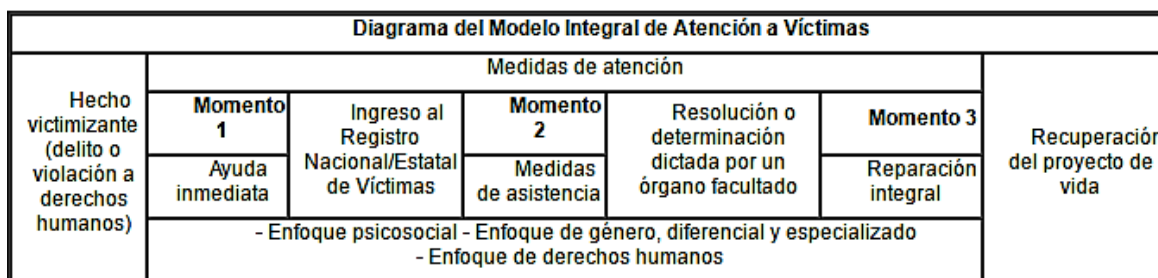 Diagrama del Modelo Integral de Atención a Víctimas
Hecho
victimizante
(delito o
violación a
derechos
humanos)
Medidas de atención
Momento
1
Ayuda
inmediata
Ingreso al
Registro
Nacional/Estatal
de Víctimas
Momento
2
Medidas
de asistencia
Resolución o
determinación
dictada por un
órgano facultado
Momento 3
Reparación
integral
- Enfoque psicosocial - Enfoque de género, diferencial y especializado
- Enfoque de derechos humanos
Recuperación
del proyecto de
vida